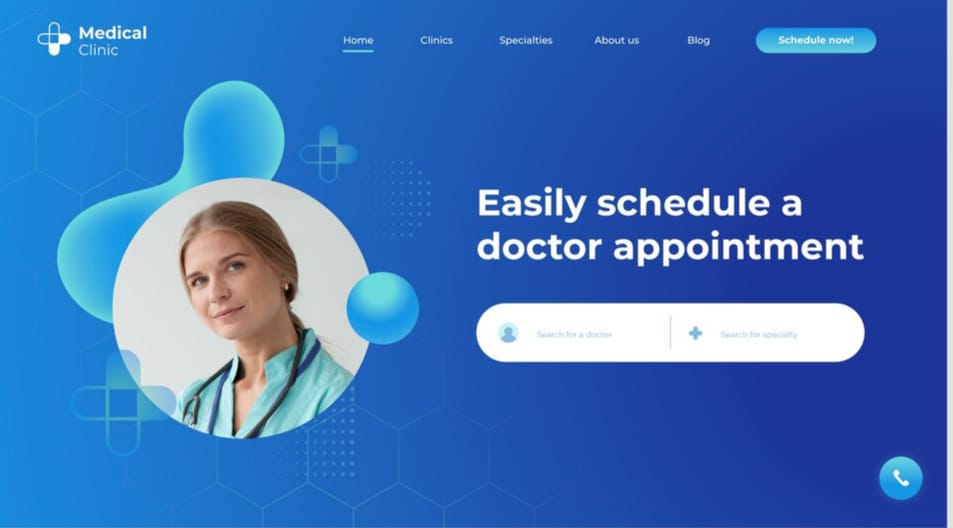 Medical
Clinic
Home
Clinics
Specialties
About us
Blog
Schedule now!
Easily schedule a
doctor appointment
Search for a doctor
Search for specialty